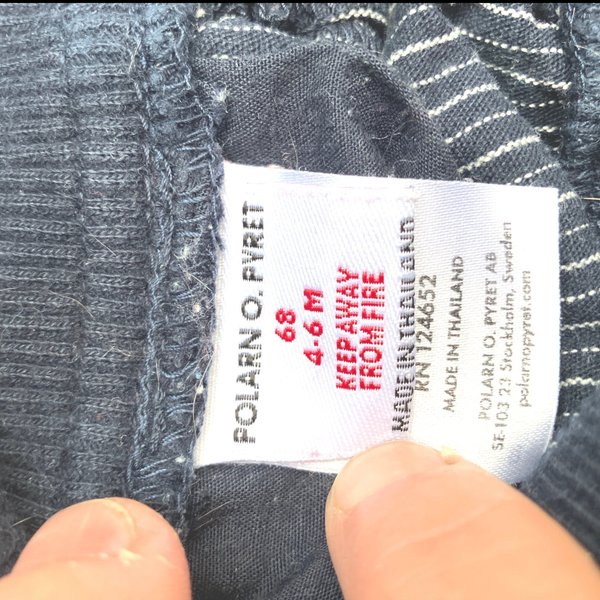 POLARN O. PYRET
68
4-6 M
KEEP AWAY
FROM FIRE
MADE IN THAILAND
RN 124652
MADE IN THAILAND
POLARN O. PYRET AB
SE-103 23 Stockholm, Sweden
polarnopyret.com